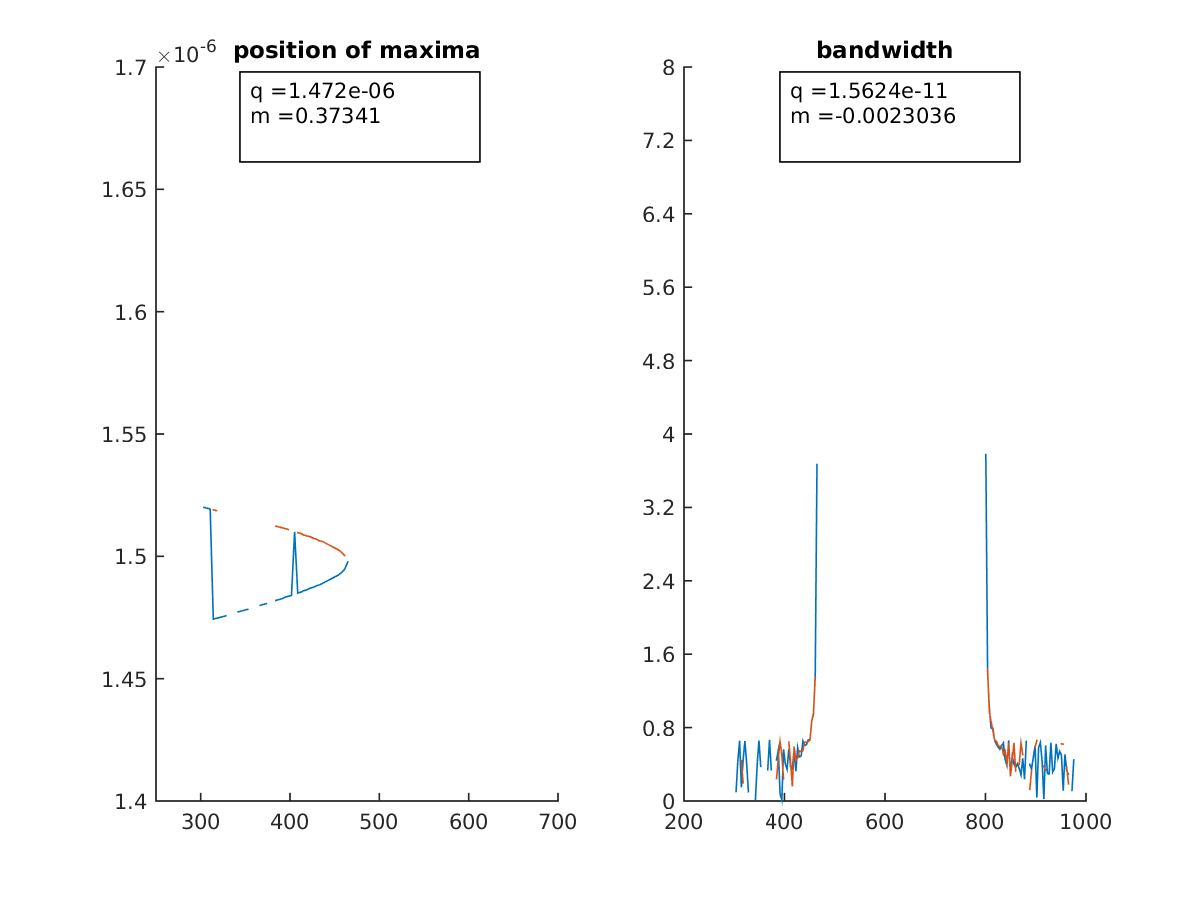 ×10-6
position of maxima
q =1.472e-06
m =0.37341
1.7
1.65
1.6
1.55
1.5
1.45
1.4
300 400 500 600 700
bandwidth
q =1.5624e-11
m =-0.0023036
8
7.2
6.4
5.6
4.8
4
3.2
2.4
1.6
0.8
0
200 400 600 800 1000